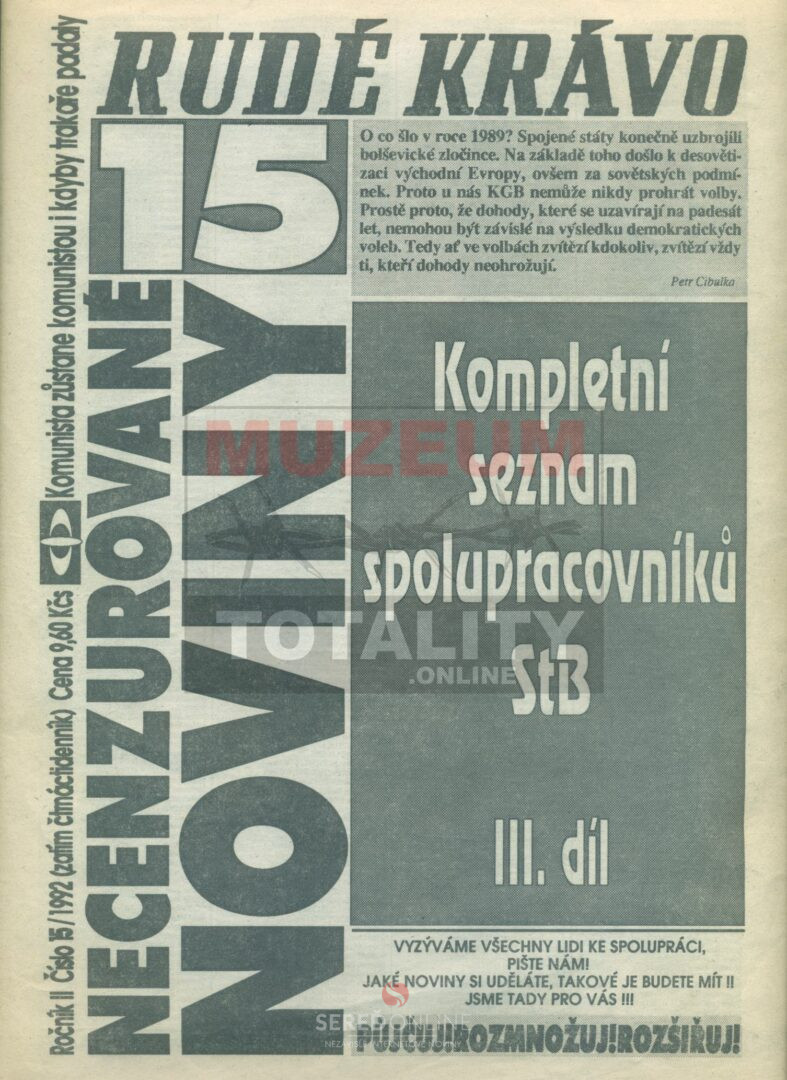 RUDÉ KRÁVO
15
NECENZUROVANÉ
NOVINY
Ročník II Číslo 15/1992 (zatím čtrnáctidenník) Cena 9,60 Kčs
Komunista zůstane komunistou i kdyby trakaře padaly
O co šlo v roce 1989? Spojené státy konečně uzbrojili
bolševické zločince. Na základě toho došlo k desověti-
zaci východní Evropy, ovšem za sovětských podmí-
nek. Proto u nás KGB nemůže nikdy prohrát volby.
Prostě proto, že dohody, které se uzavírají na padesát
let, nemohou být závislé na výsledku demokratických
voleb. Tedy ať ve volbách zvítězí kdokoliv, zvítězí vždy
ti, kteří dohody neohrožují.
Petr Cibulka
Kompletní
seznam
spolupracovníků
StB
III. díl
MUZEUM
TOTALITY
.ONLINE
VYZÝVÁME VŠECHNY LIDI KE SPOLUPRÁCI,
PIŠTE NÁM!
JAKÉ NOVINY SI UDĚLÁTE, TAKOVÉ JE BUDETE MÍT !!
JSME TADY PRO VÁS !!!
SEREĎONLINE
PŮJČUJ!ROZMNOŽUJ!ROZŠIŘUJ!